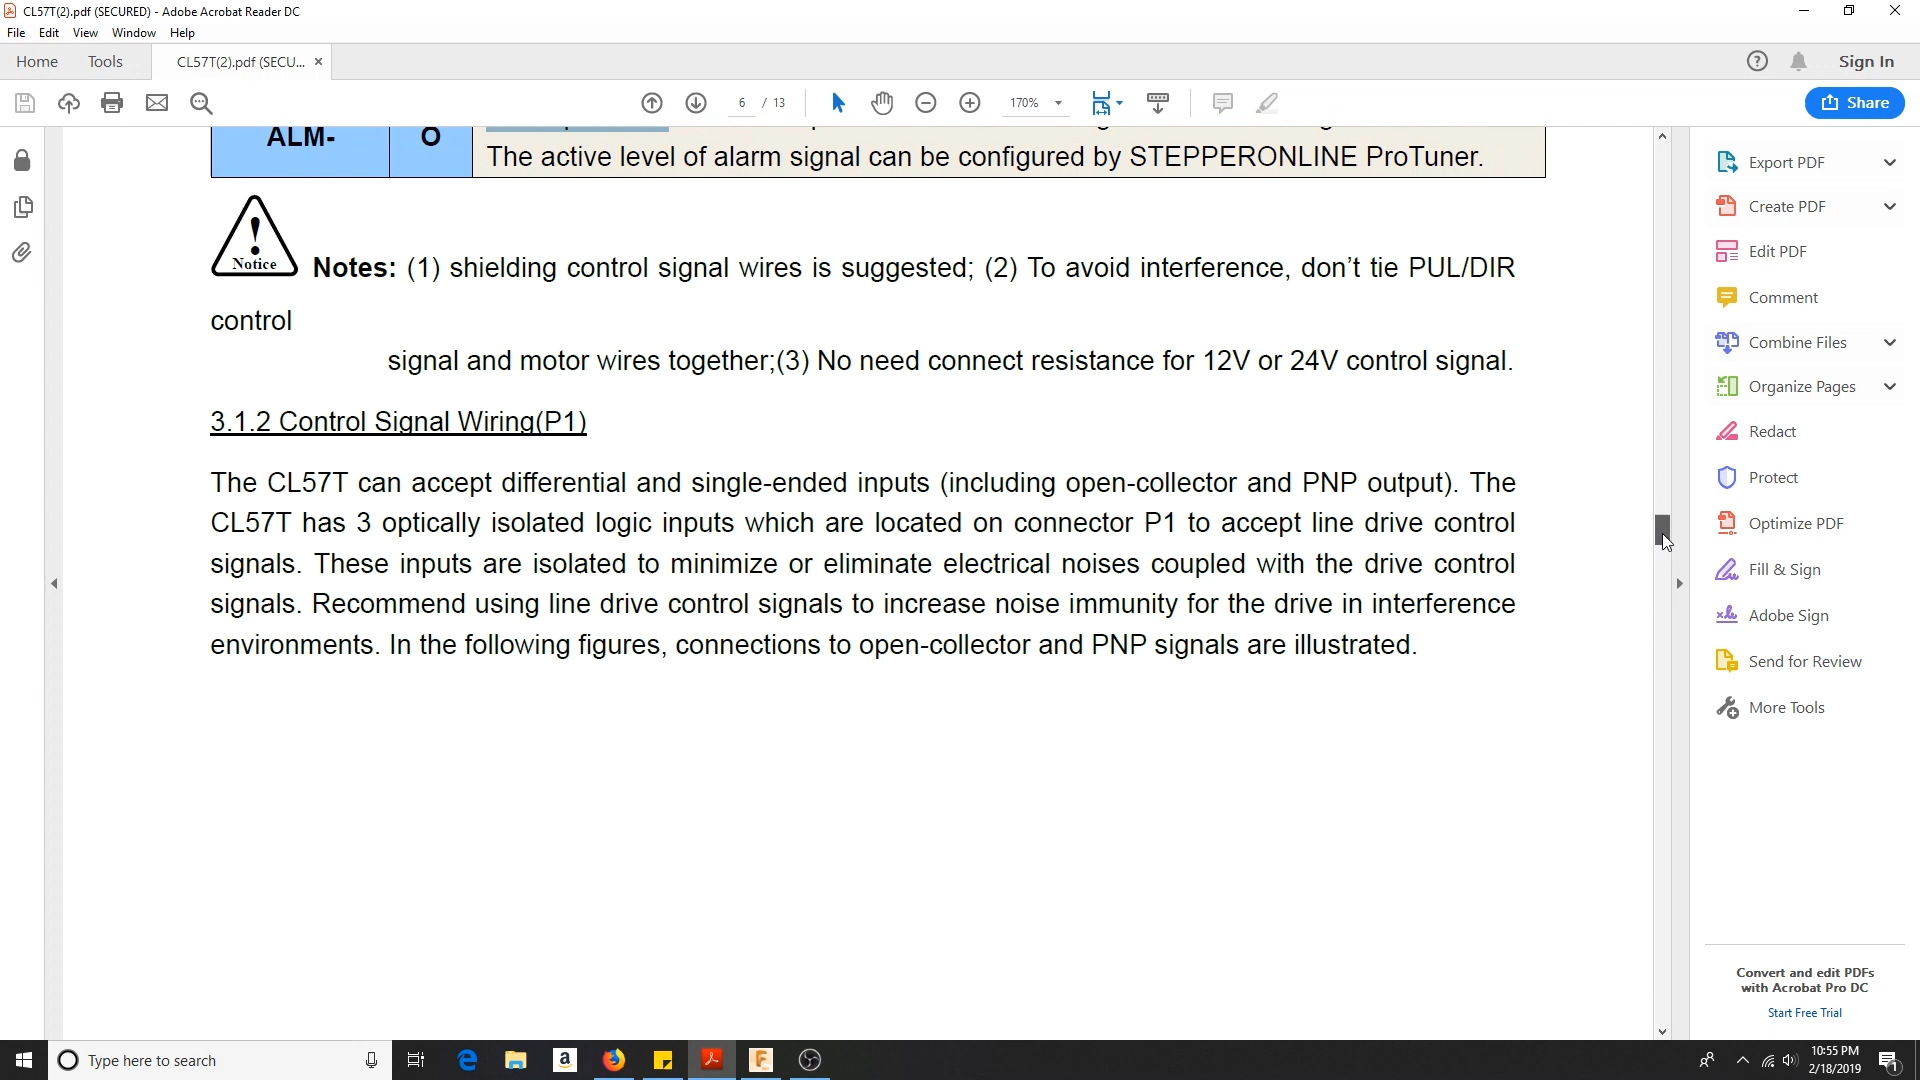 CL57T(2).pdf (SECURED) - Adobe Acrobat Reader DC
File Edit View Window Help
Home Tools CL57T(2).pdf (SECU... Sign In
6 / 13 170% Share
ALM- O
The active level of alarm signal can be configured by STEPPERONLINE ProTuner.
Notice
Notes: (1) shielding control signal wires is suggested; (2) To avoid interference, don’t tie PUL/DIR
control
signal and motor wires together;(3) No need connect resistance for 12V or 24V control signal.
3.1.2 Control Signal Wiring(P1)
The CL57T can accept differential and single-ended inputs (including open-collector and PNP output). The
CL57T has 3 optically isolated logic inputs which are located on connector P1 to accept line drive control
signals. These inputs are isolated to minimize or eliminate electrical noises coupled with the drive control
signals. Recommend using line drive control signals to increase noise immunity for the drive in interference
environments. In the following figures, connections to open-collector and PNP signals are illustrated.
Export PDF
Create PDF
Edit PDF
Comment
Combine Files
Organize Pages
Redact
Protect
Optimize PDF
Fill & Sign
Adobe Sign
Send for Review
More Tools
Convert and edit PDFs
with Acrobat Pro DC
Start Free Trial
Type here to search
10:55 PM
2/18/2019
1